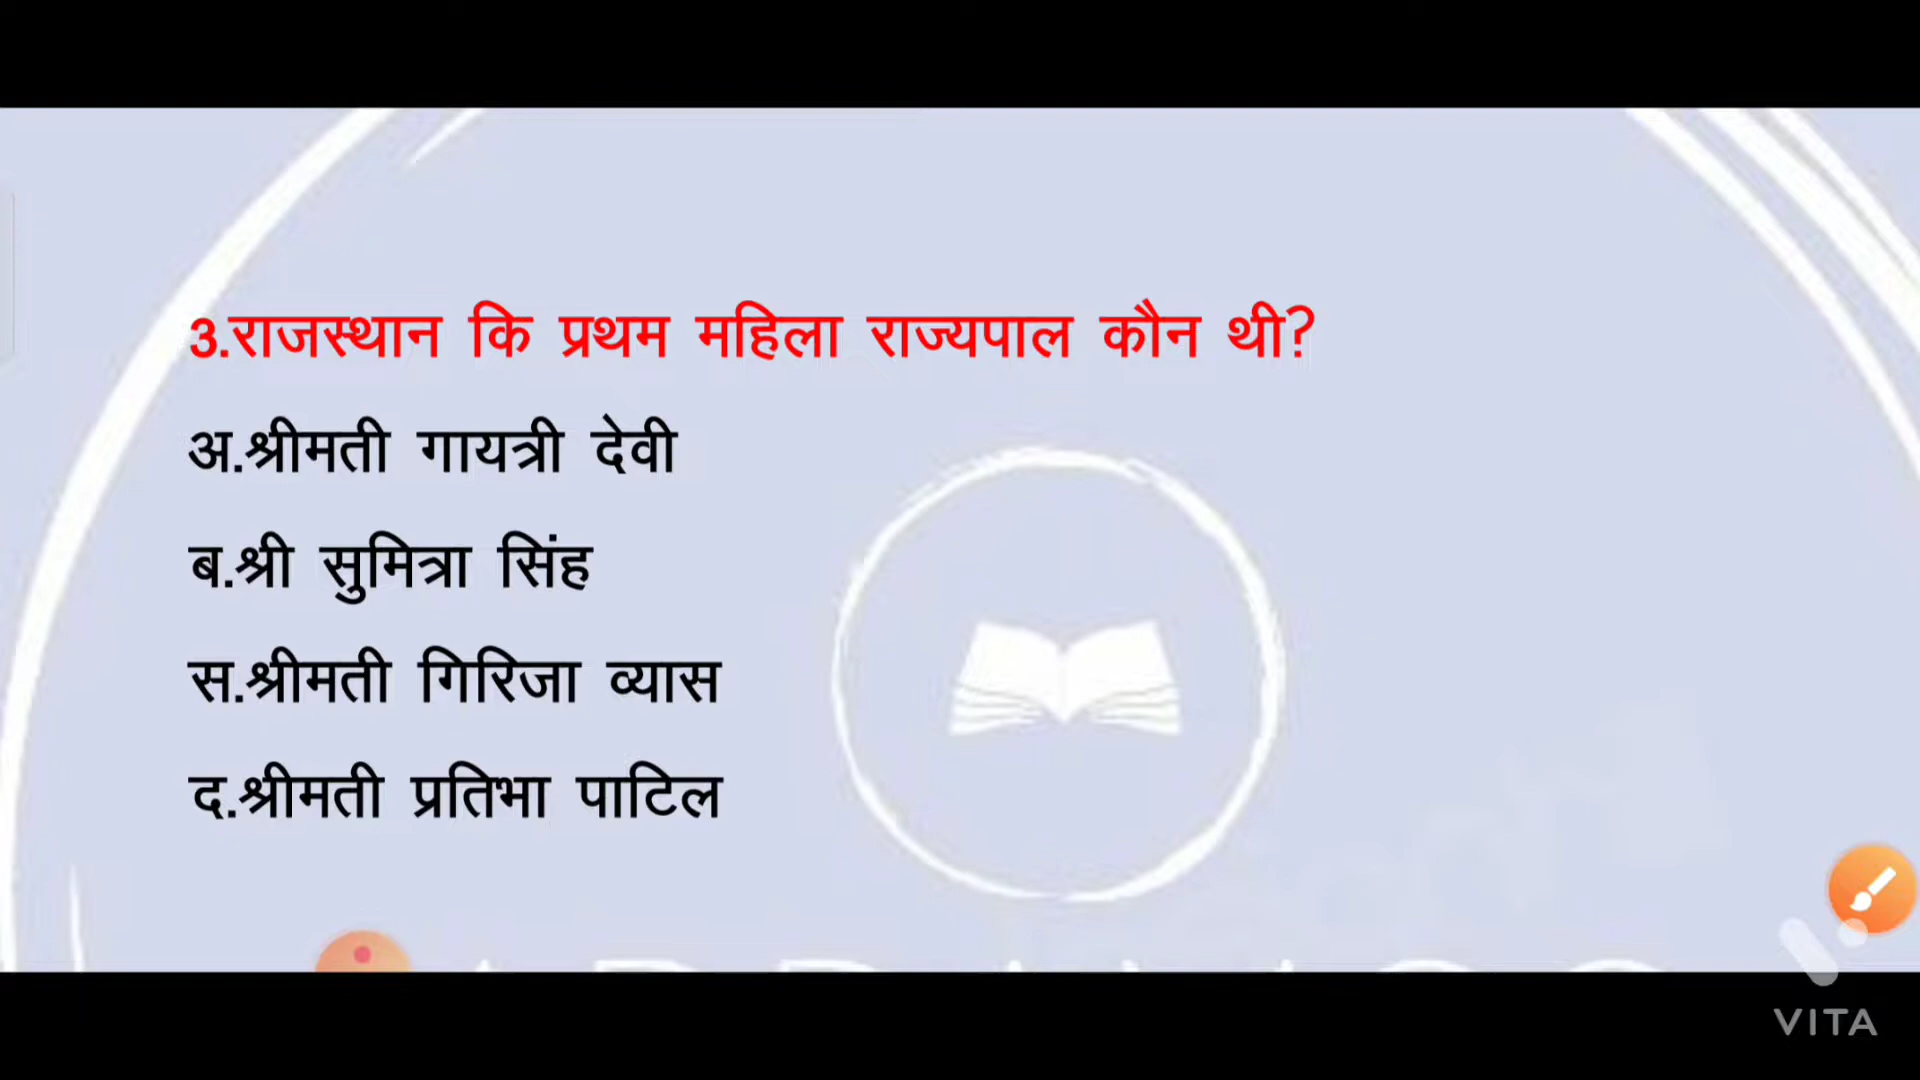 3.राजस्थान कि प्रथम महिला राज्यपाल कौन थी?
अ.श्रीमती गायत्री देवी
ब.श्री सुमित्रा सिंह
स.श्रीमती गिरिजा व्यास
द.श्रीमती प्रतिभा पाटिल
VITA